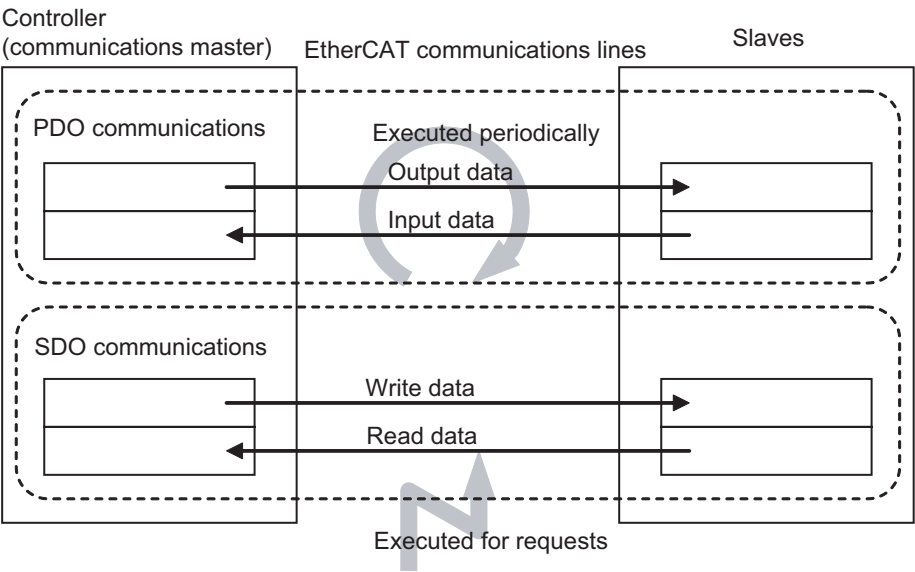 Controller
(communications master)
EtherCAT communications lines
Slaves
PDO communications
Executed periodically
Output data
Input data
SDO communications
Write data
Read data
Executed for requests